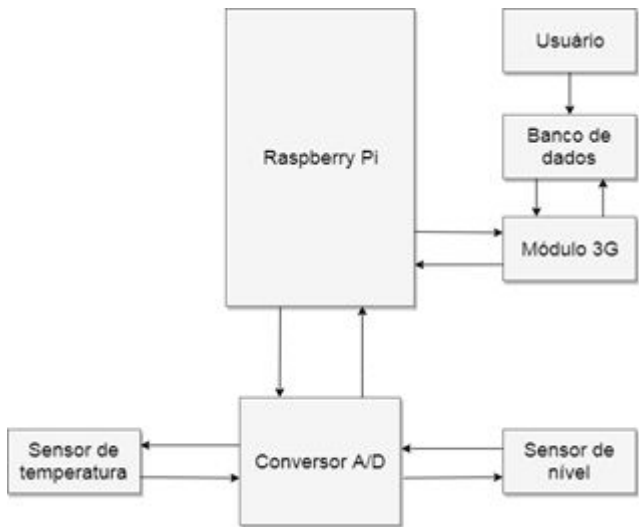 Usuário
Raspberry Pi
Banco de
dados
Módulo 3G
Sensor de
temperatura
Conversor A/D
Sensor de
nível